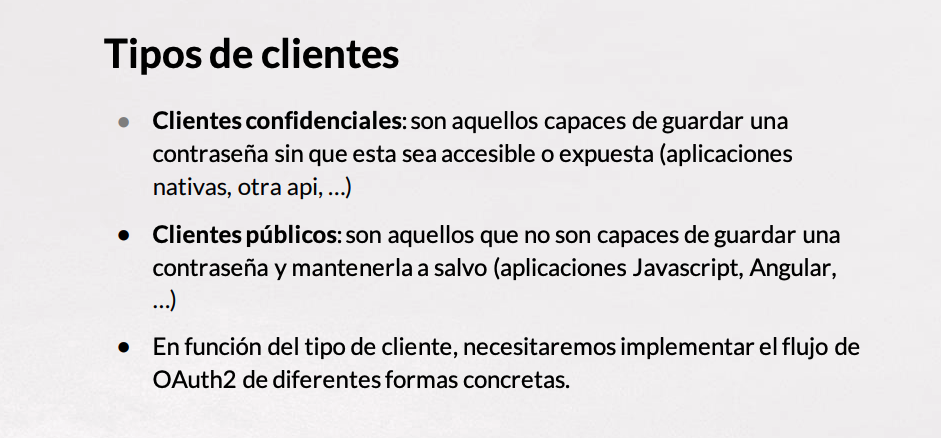 Tipos de clientes
● Clientes confidenciales: son aquellos capaces de guardar una
contraseña sin que esta sea accesible o expuesta (aplicaciones
nativas, otra api, ...)
● Clientes públicos: son aquellos que no son capaces de guardar una
contraseña y mantenerla a salvo (aplicaciones Javascript, Angular,
...)
● En función del tipo de cliente, necesitaremos implementar el flujo de
OAuth2 de diferentes formas concretas.